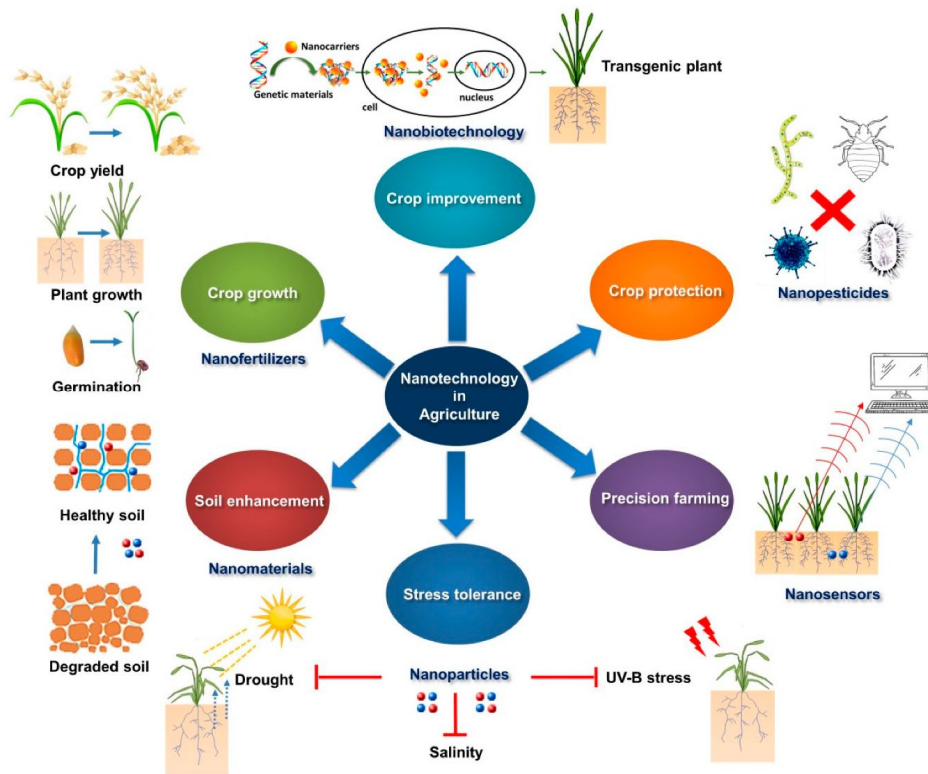 Nanocarriers
Genetic materials
cell
nucleus
Transgenic plant
Nanobiotechnology
Crop improvement
Crop yield
Plant growth
Germination
Crop growth
Nanofertilizers
Crop protection
Nanopesticides
Nanotechnology
in
Agriculture
Healthy soil
Degraded soil
Soil enhancement
Nanomaterials
Precision farming
Nanosensors
Stress tolerance
Drought
Nanoparticles
UV-B stress
Salinity